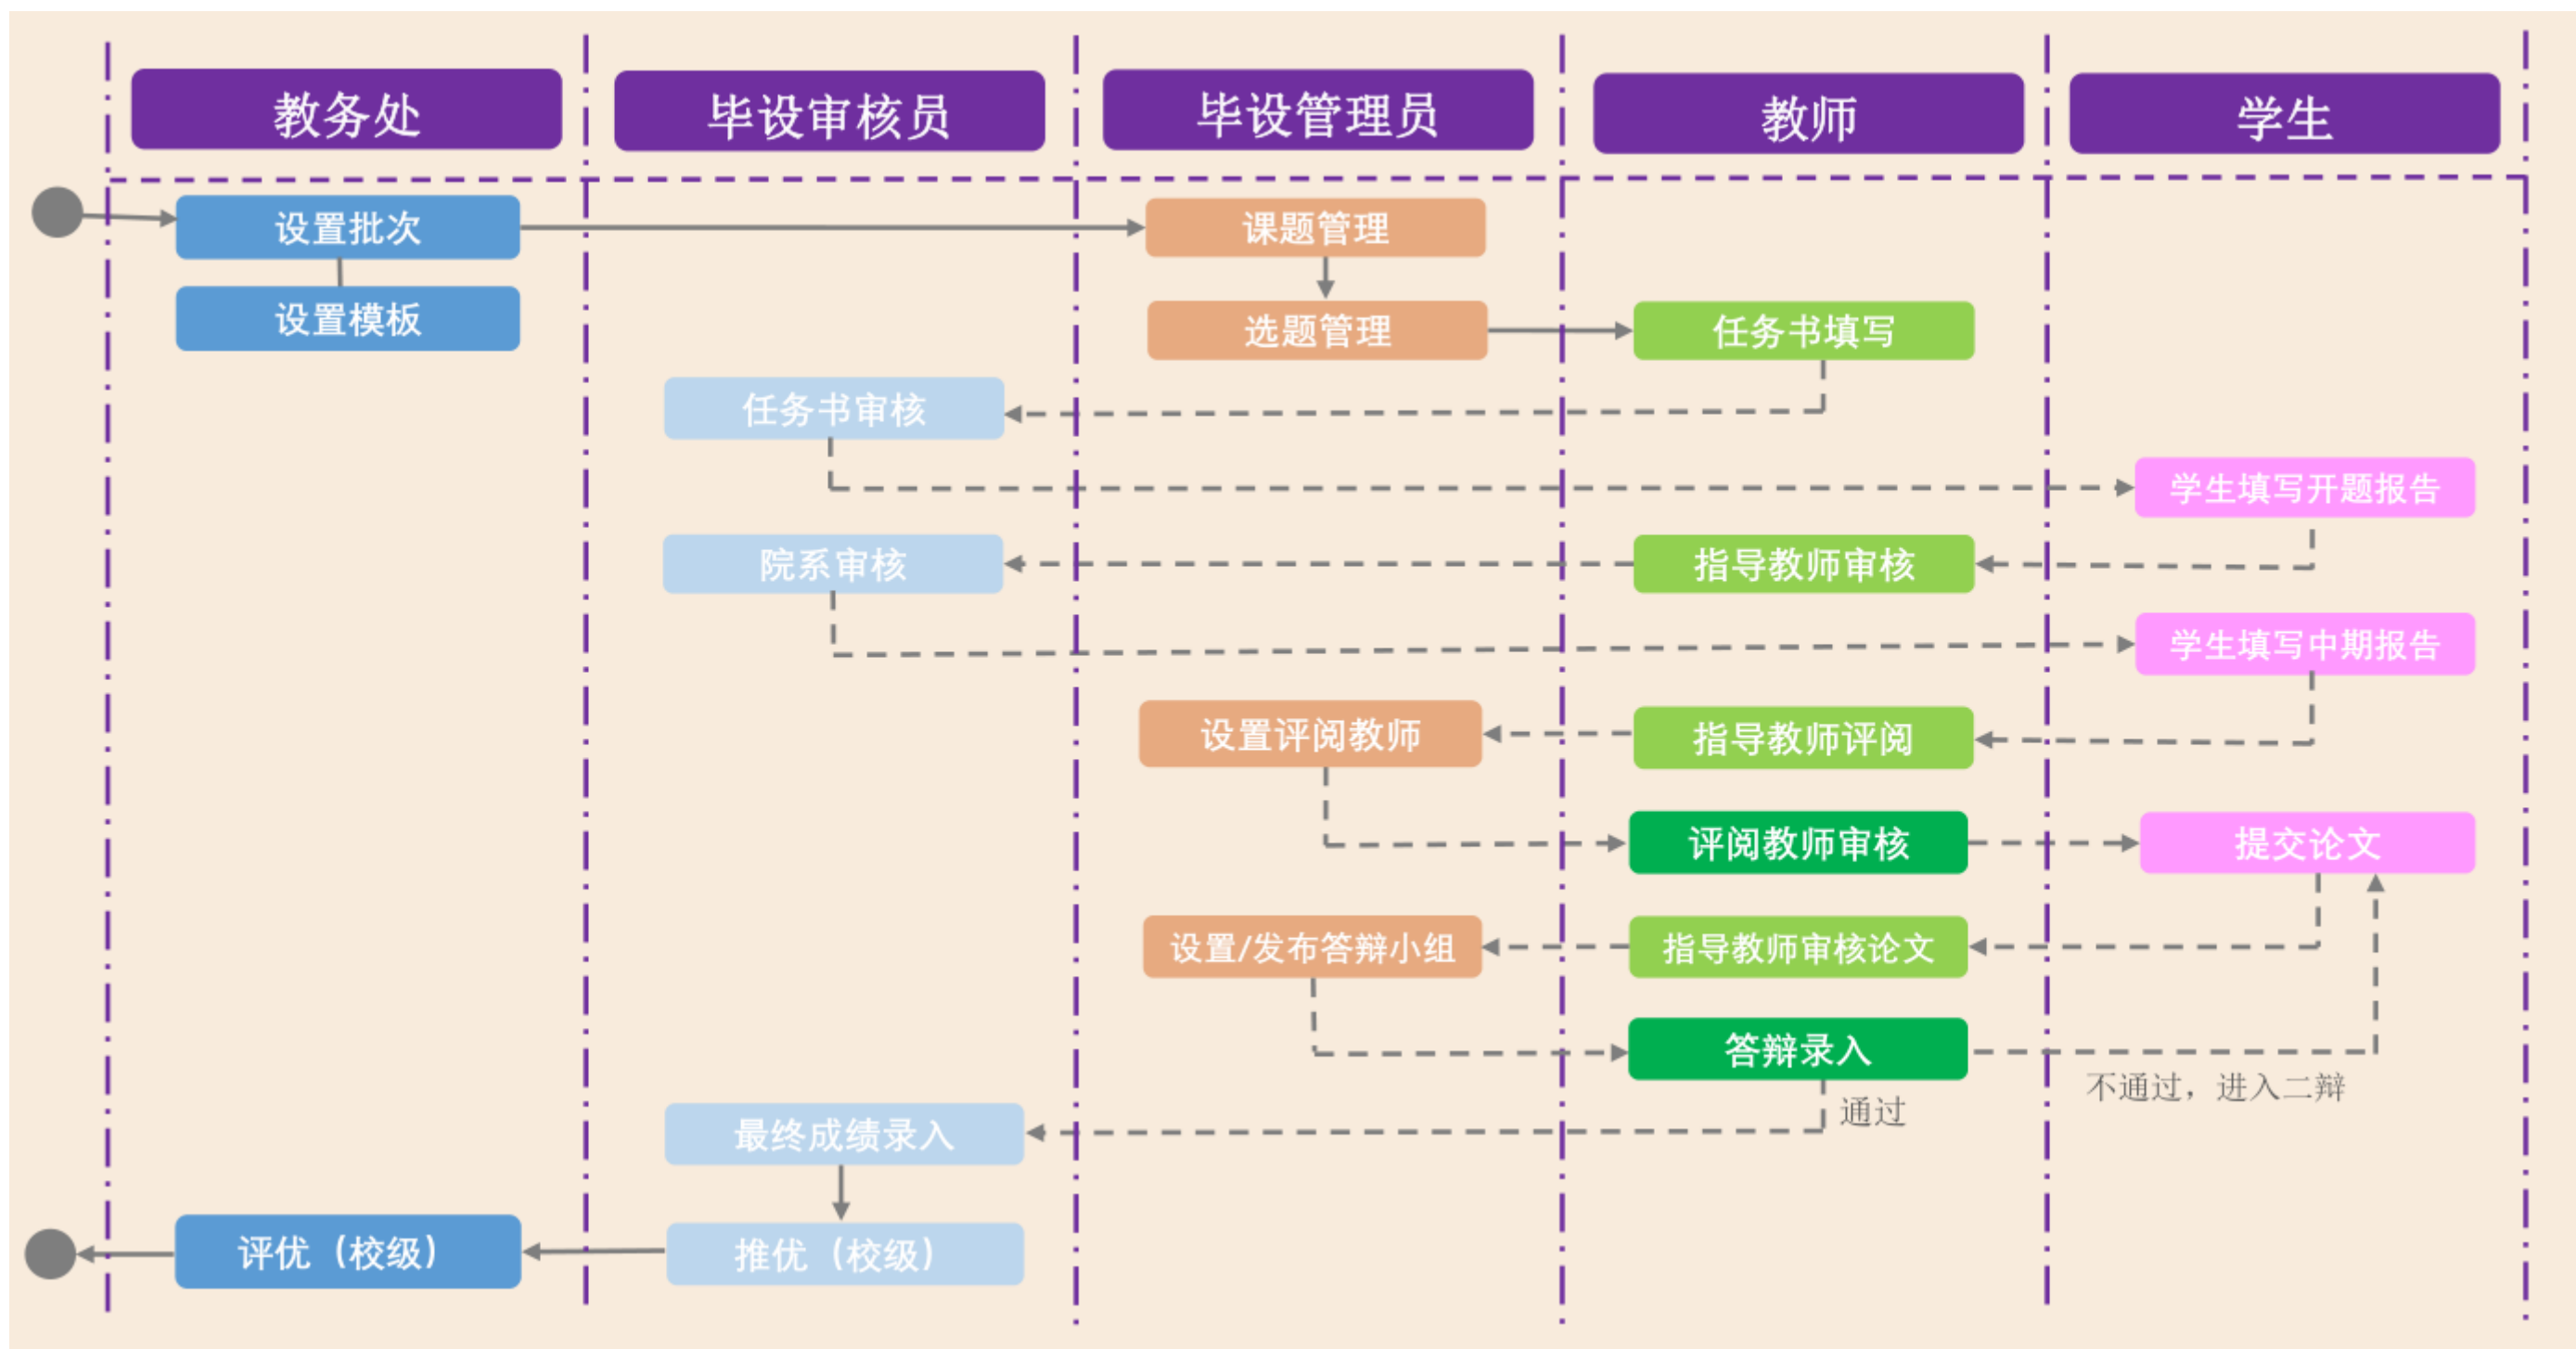 教务处
毕设审核员
毕设管理员
教师
学生
设置批次
课题管理
设置模板
选题管理
任务书填写
任务书审核
学生填写开题报告
院系审核
指导教师审核
学生填写中期报告
设置评阅教师
指导教师评阅
评阅教师审核
提交论文
设置/发布答辩小组
指导教师审核论文
答辩录入
不通过，进入二辩
通过
最终成绩录入
评优（校级）
推优（校级）